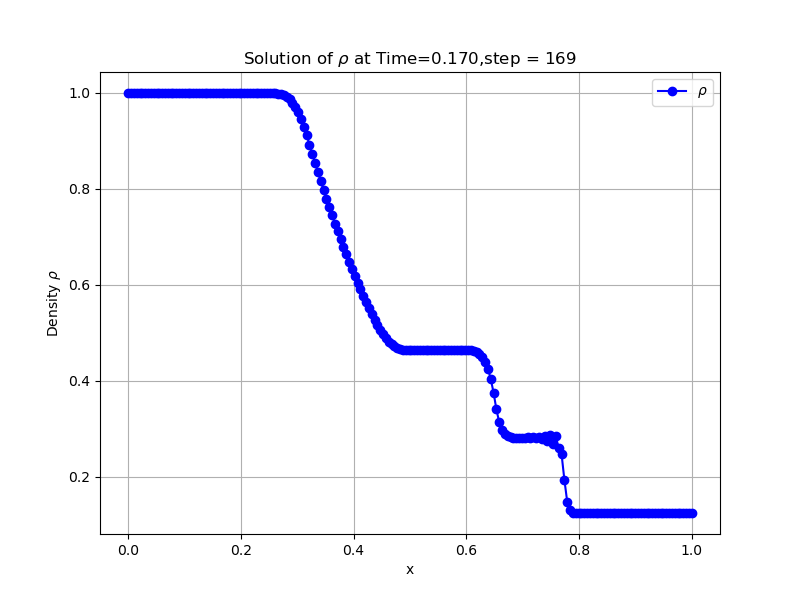 Solution of ρ at Time=0.170,step = 169
ρ
1.0
0.8
0.6
0.4
0.2
Density ρ
0.0 0.2 0.4 0.6 0.8 1.0
x